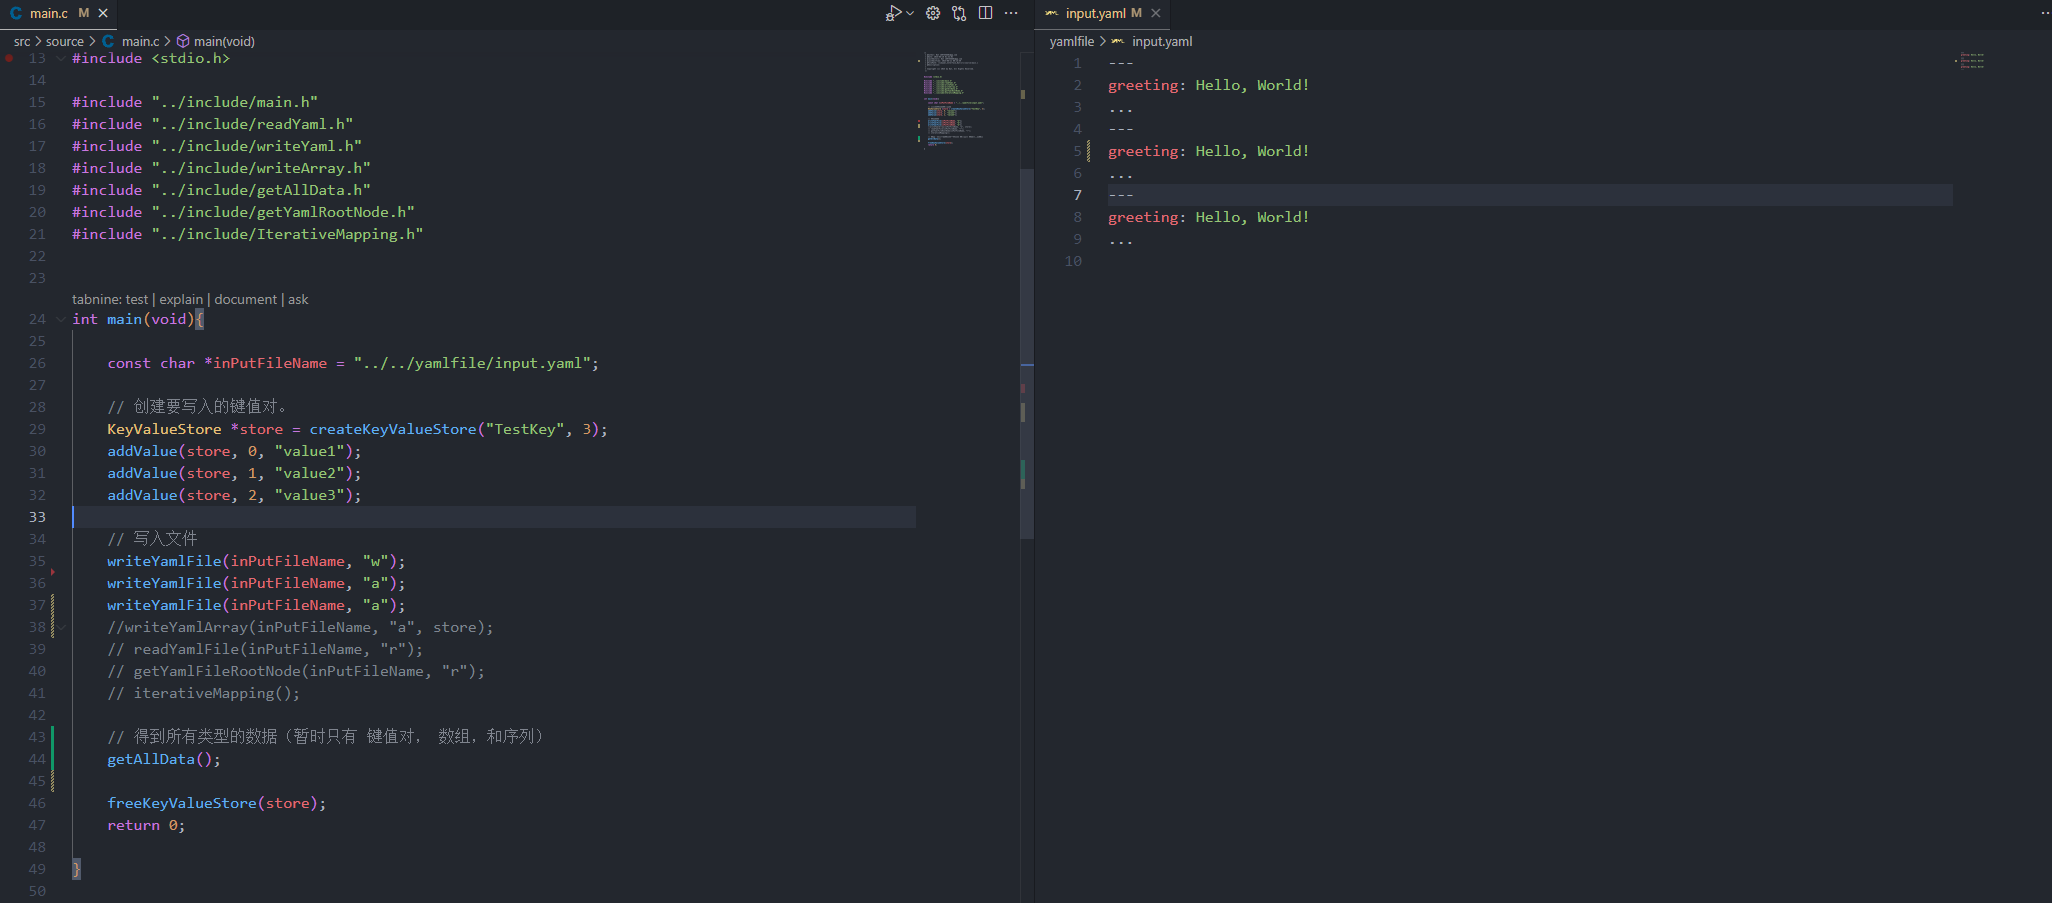 main.c M
src > source > main.c > main(void)
13 #include <stdio.h>
14
15 #include "../include/main.h"
16 #include "../include/readYaml.h"
17 #include "../include/writeYaml.h"
18 #include "../include/writeArray.h"
19 #include "../include/getAllData.h"
20 #include "../include/getYamlRootNode.h"
21 #include "../include/IterativeMapping.h"
22
23
tabnine: test | explain | document | ask
24 int main(void){
25
26 const char *inPutFileName = "../../yamlfile/input.yaml";
27
28 // 创建要写入的键值对。
29 KeyValueStore *store = createKeyValueStore("TestKey", 3);
30 addValue(store, 0, "value1");
31 addValue(store, 1, "value2");
32 addValue(store, 2, "value3");
33
34 // 写入文件
35 writeYamlFile(inPutFileName, "w");
36 writeYamlFile(inPutFileName, "a");
37 writeYamlFile(inPutFileName, "a");
38 //writeYamlArray(inPutFileName, "a", store);
39 // readYamlFile(inPutFileName, "r");
40 // getYamlFileRootNode(inPutFileName, "r");
41 // iterativeMapping();
42
43 // 得到所有类型的数据（暂时只有 键值对， 数组，和序列）
44 getAllData();
45
46 freeKeyValueStore(store);
47 return 0;
48
49 }
50
input.yaml M
yamlfile > input.yaml
1 ---
2 greeting: Hello, World!
3 ...
4 ---
5 greeting: Hello, World!
6 ...
7 ---
8 greeting: Hello, World!
9 ...
10